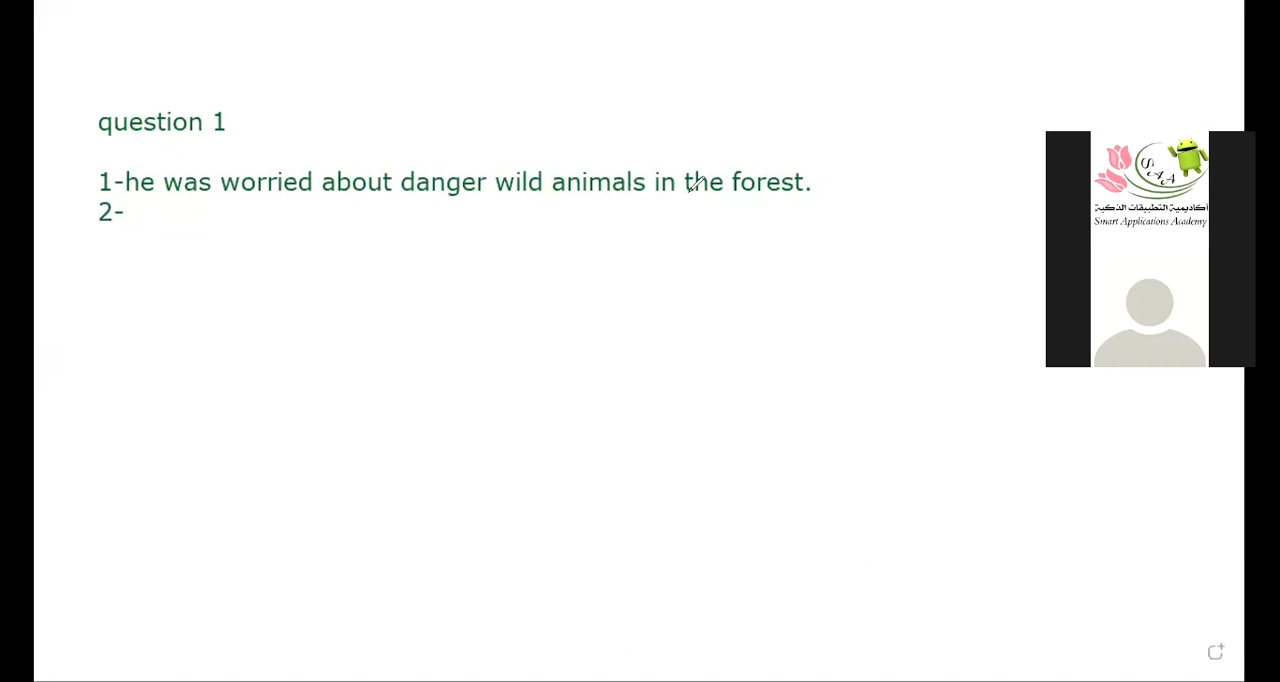 question 1
1-he was worried about danger wild animals in the forest.
2-
SAA
أكاديمية التطبيقات الذكية
Smart Applications Academy